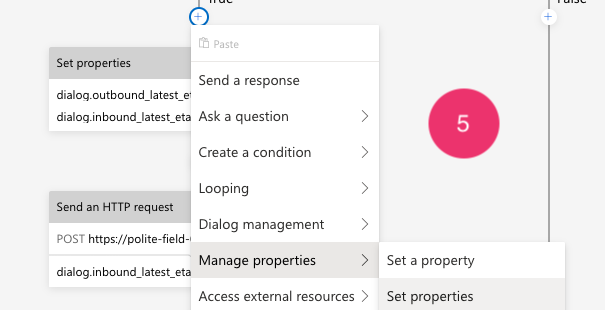 True
False
Paste
Set properties
Send a response
dialog.outbound_latest_eta
Ask a question
5
dialog.inbound_latest_eta
Create a condition
Looping
Send an HTTP request
Dialog management
POST https://polite-field-
Manage properties
Set a property
dialog.inbound_latest_eta
Access external resources
Set properties